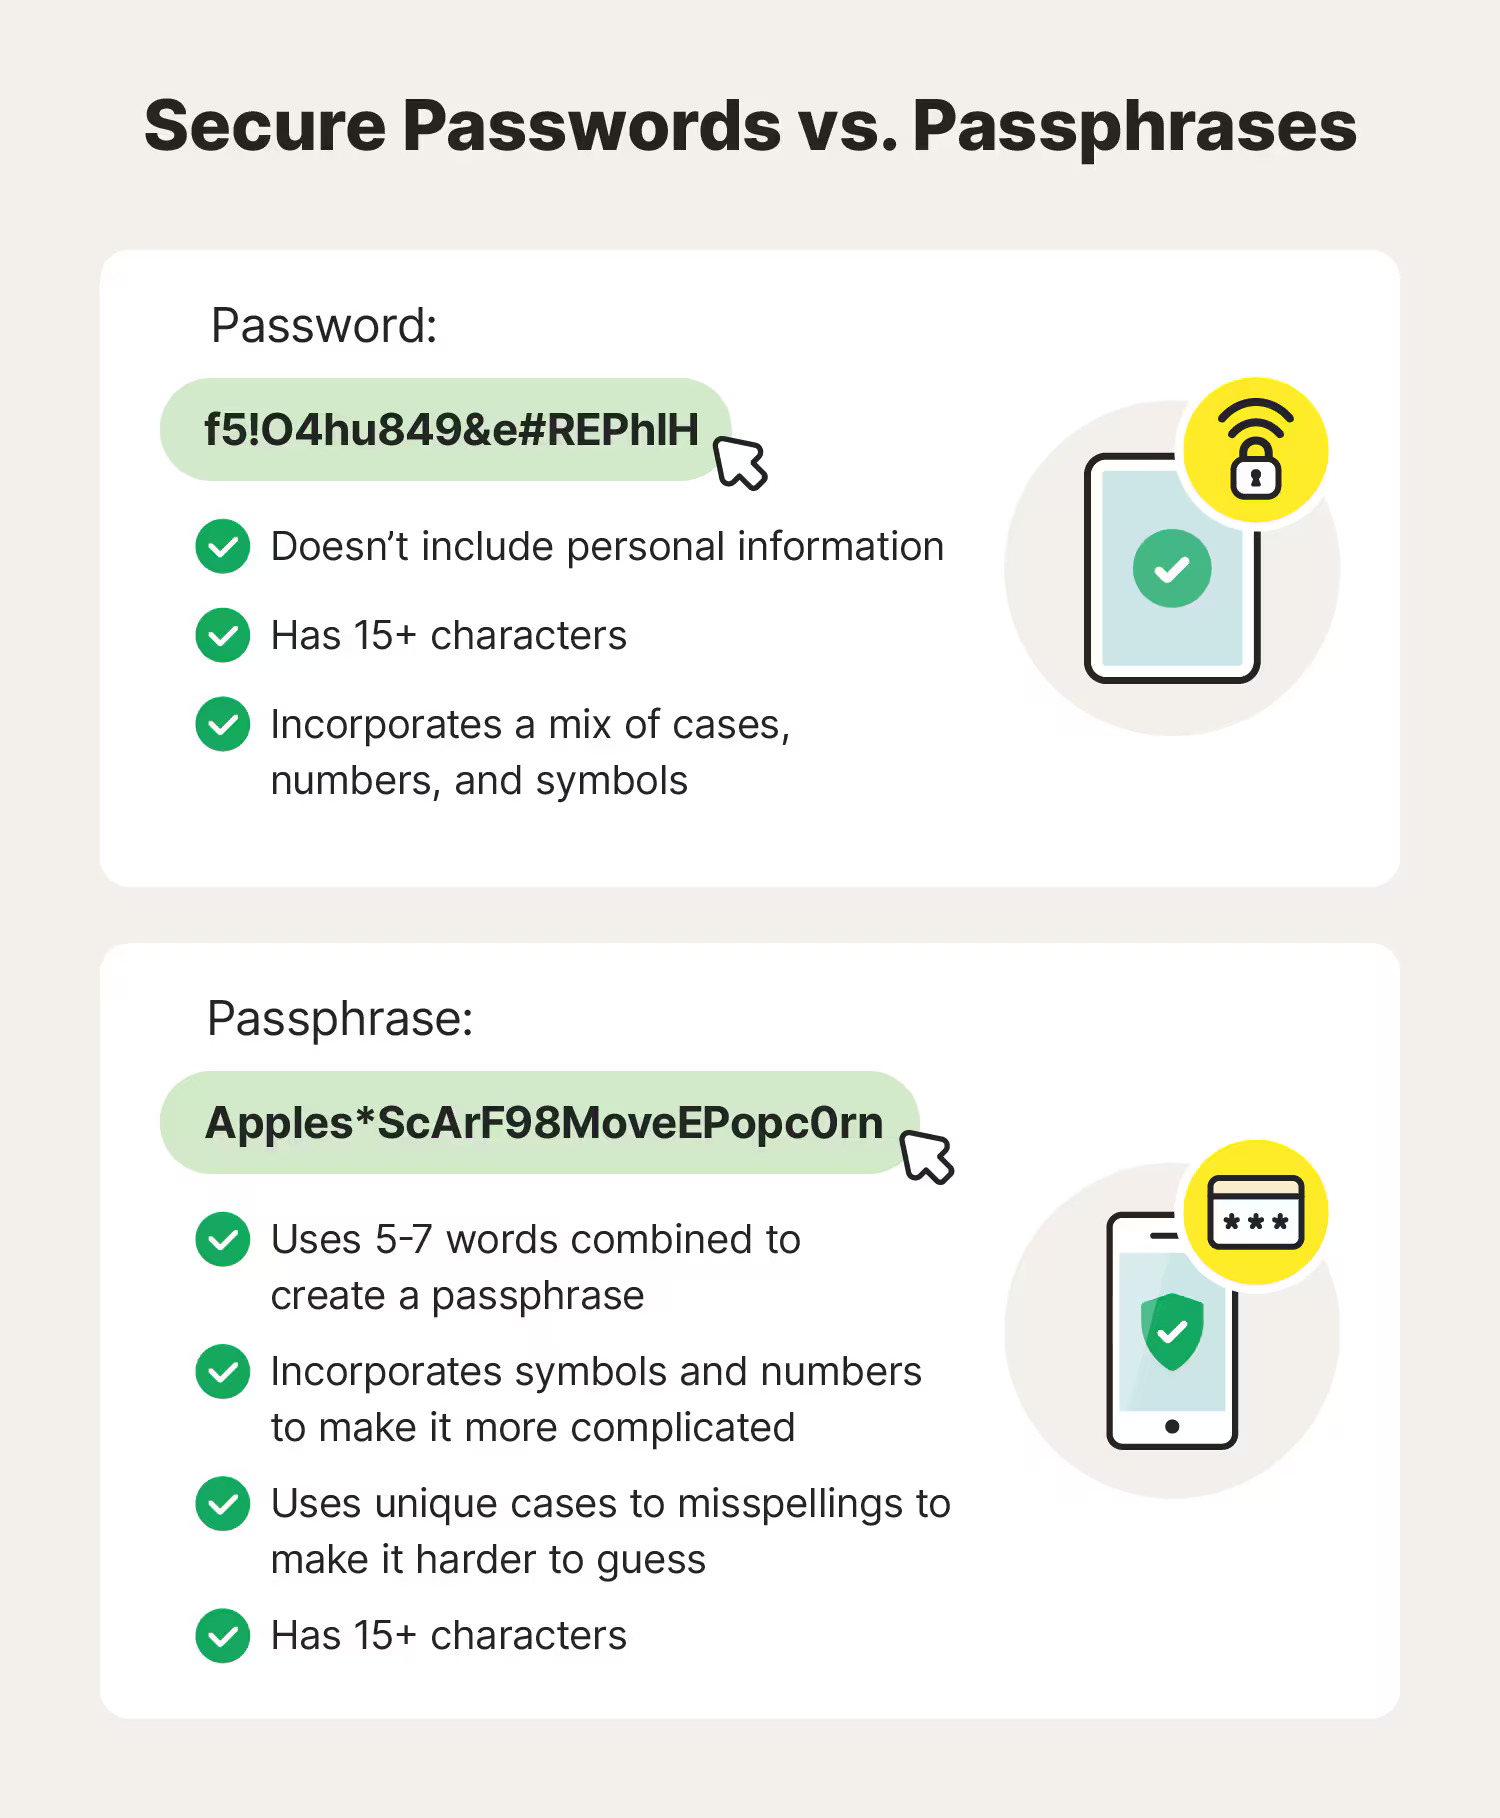 Secure Passwords vs. Passphrases
Password:
f5!O4hu849&e#REPhlH
Doesn’t include personal information
Has 15+ characters
Incorporates a mix of cases,
numbers, and symbols
Passphrase:
Apples*ScArF98MoveEPopc0rn
***
Uses 5-7 words combined to
create a passphrase
Incorporates symbols and numbers
to make it more complicated
Uses unique cases to misspellings to
make it harder to guess
Has 15+ characters